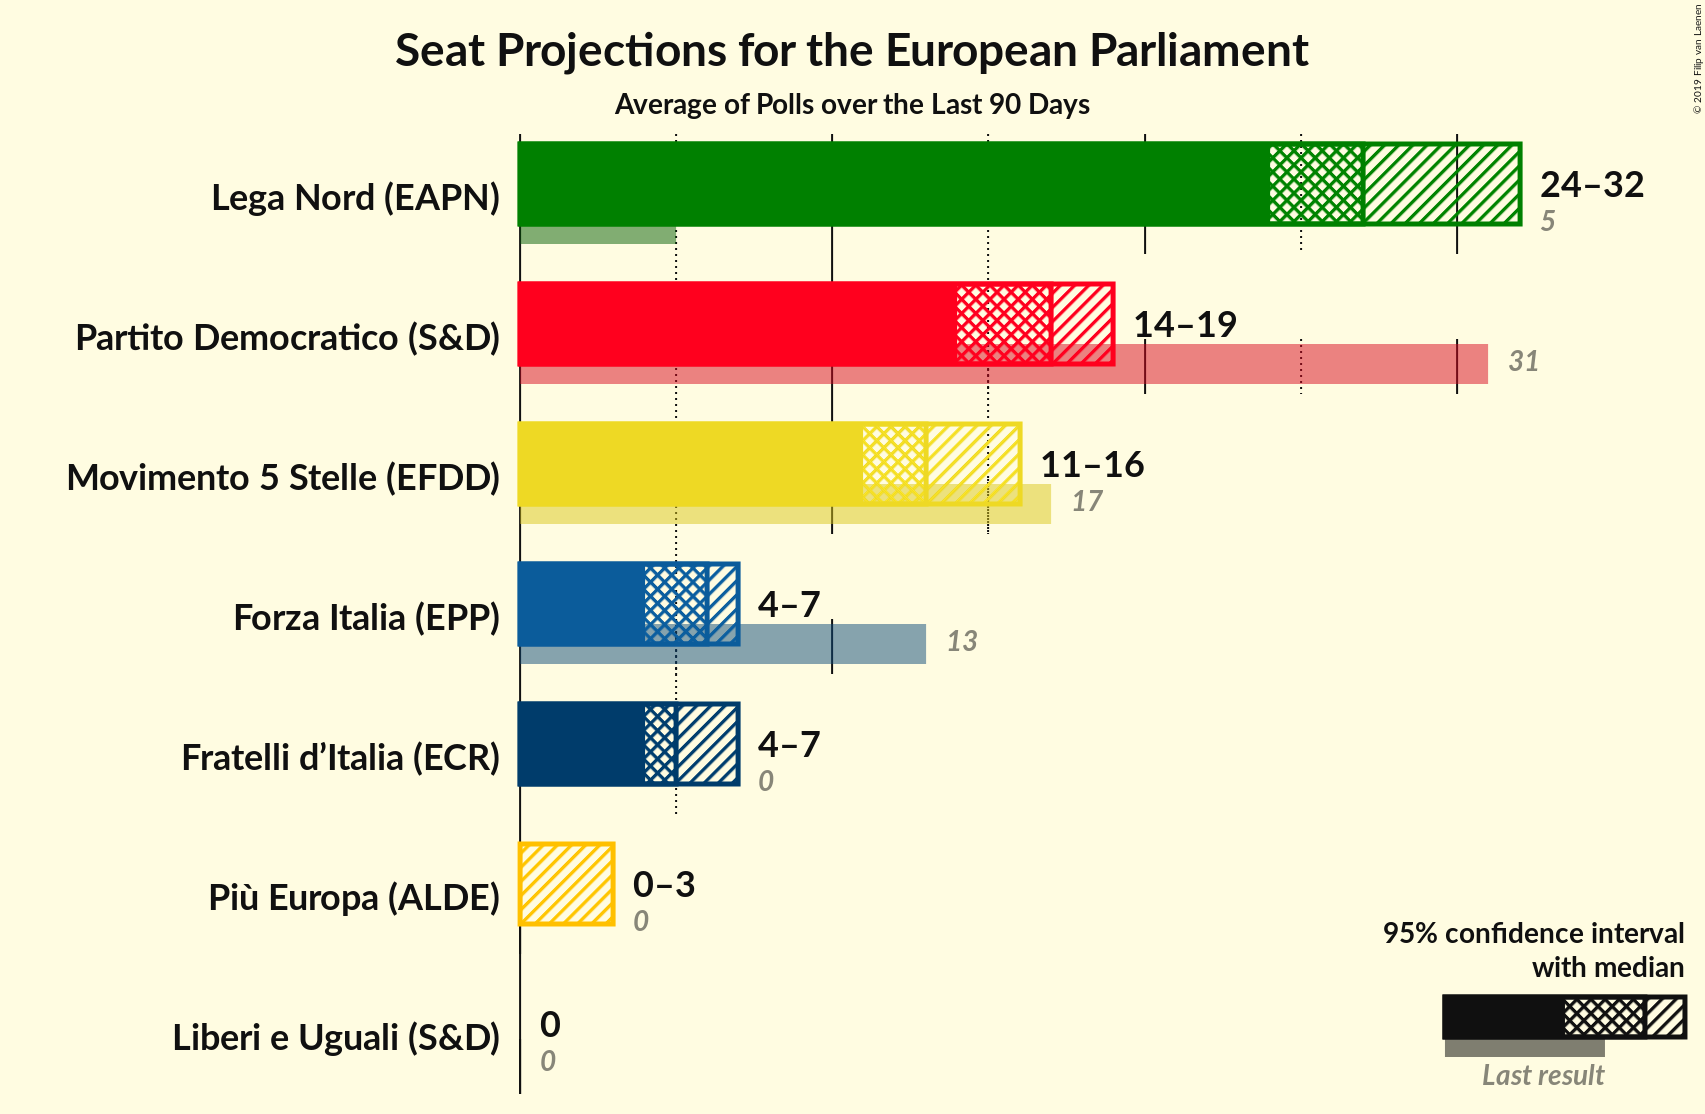 Seat Projections for the European Parliament
Average of Polls over the Last 90 Days
© 2019 Filip van Laenen
Lega Nord (EAPN)
24–32
5
Partito Democratico (S&D)
14–19
31
Movimento 5 Stelle (EFDD)
11–16
17
Forza Italia (EPP)
4–7
13
Fratelli d’Italia (ECR)
4–7
0
Più Europa (ALDE)
0–3
0
Liberi e Uguali (S&D)
0
0
95% confidence interval
with median
Last result